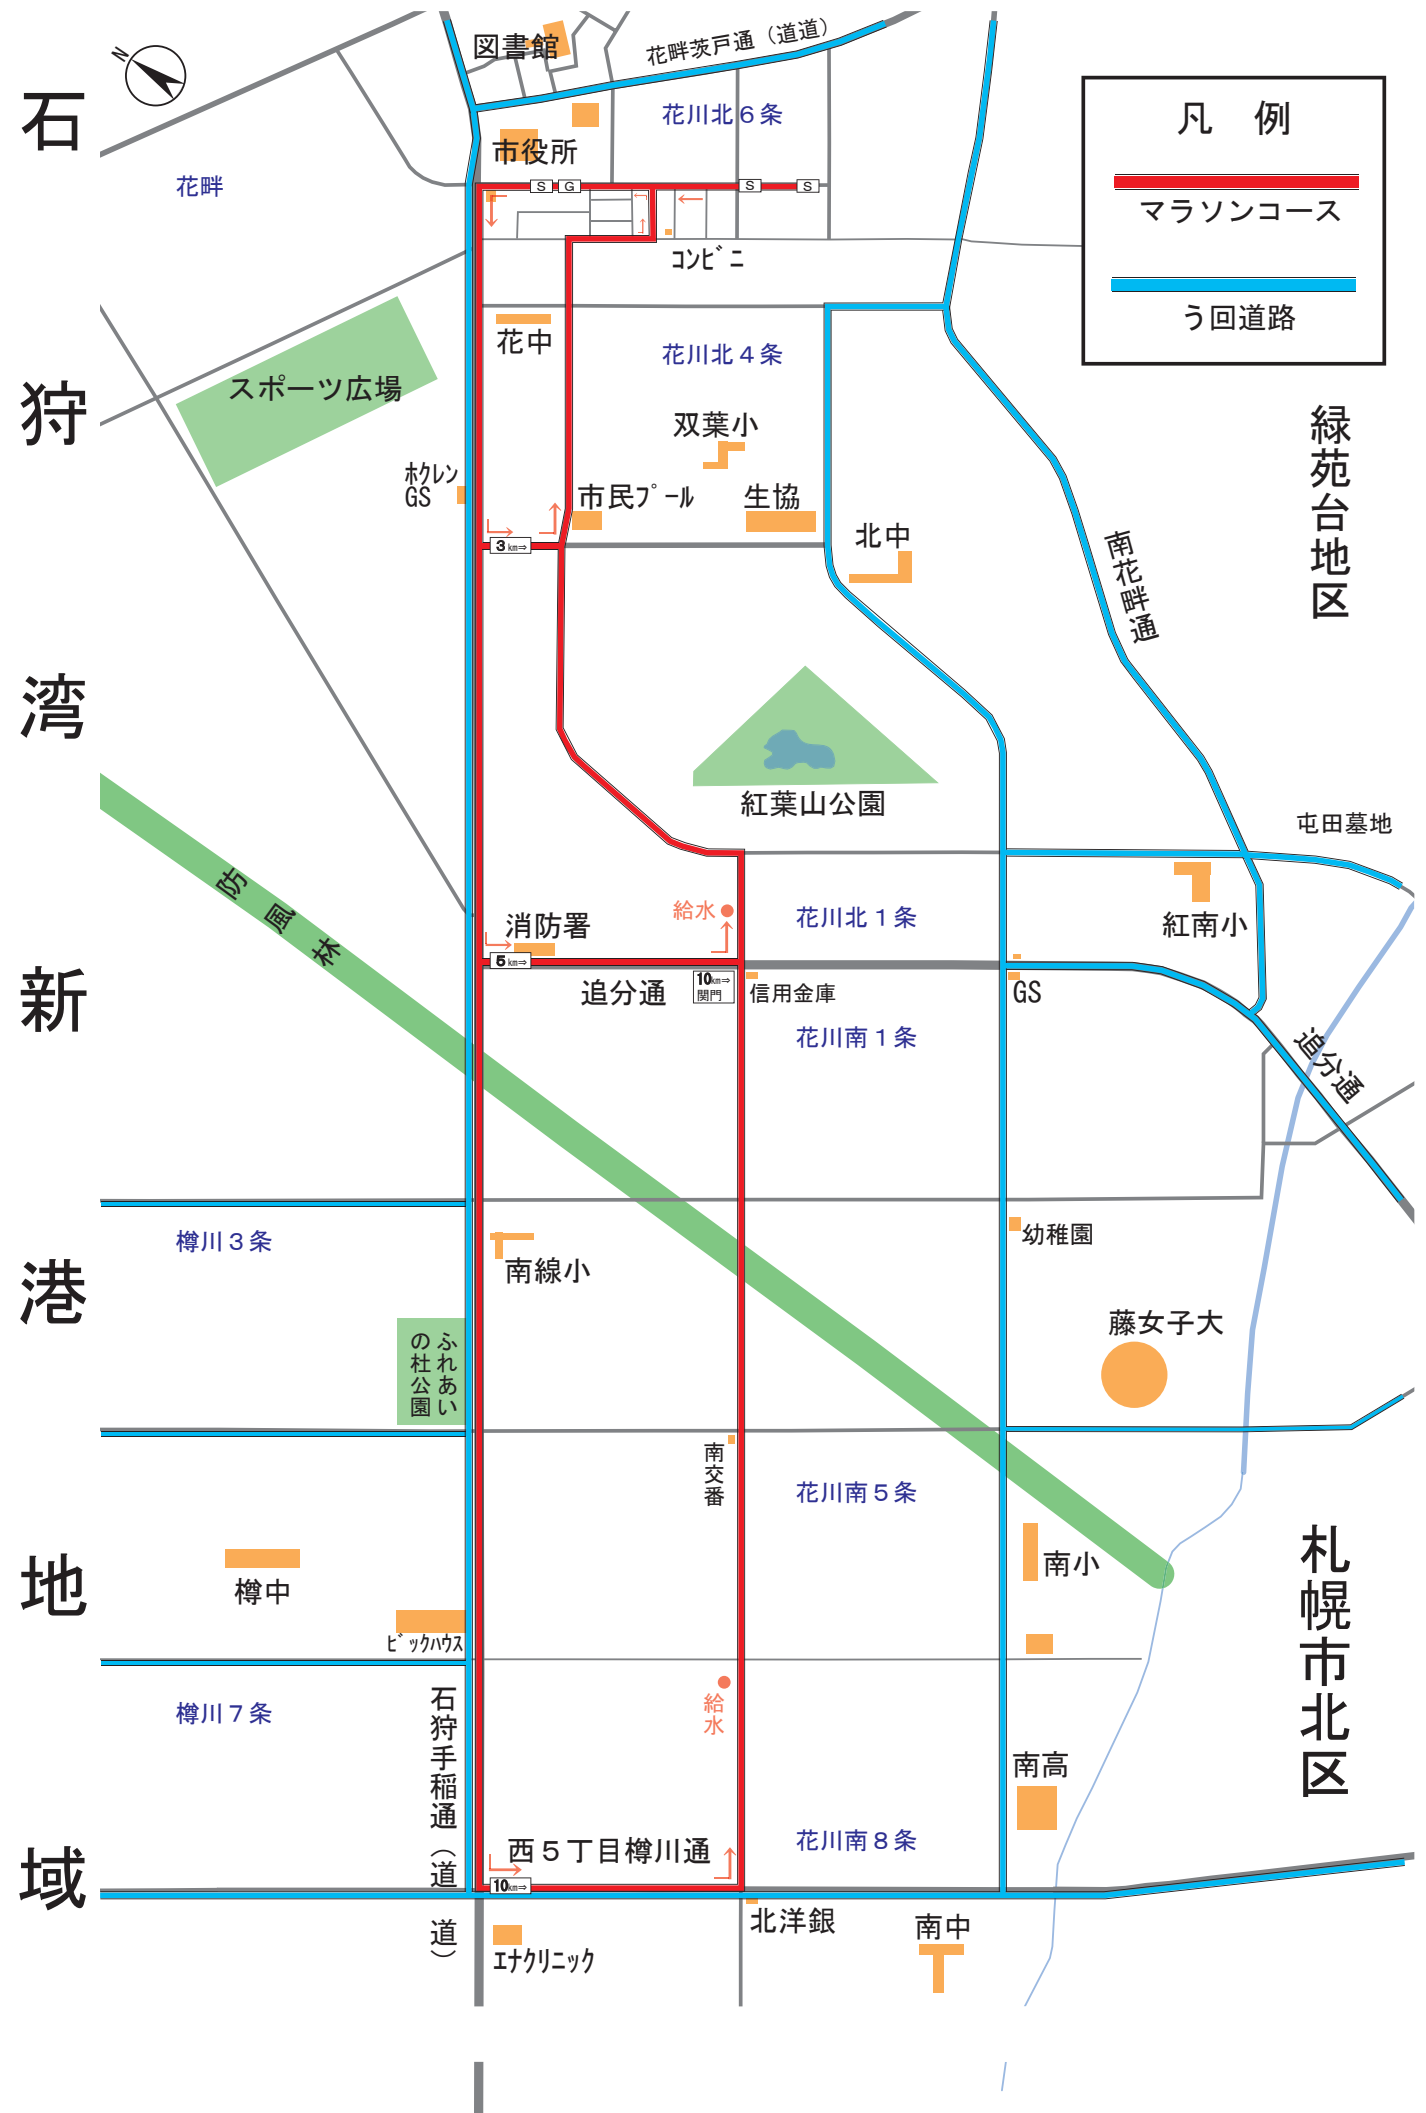 石狩湾新港地域
N
図書館
花畔茨戸通（道道）
花川北６条
市役所
花畔
S
G
S
S
凡　例
マラソンコース
う回道路
コンビニ
花中
花川北４条
スポーツ広場
双葉小
ホクレン
GS
市民プール
生協
北中
3km⇒
緑苑台地区
南花畔通
紅葉山公園
屯田墓地
防風林
給水
花川北１条
紅南小
消防署
5km⇒
追分通
10km⇒
関門
信用金庫
GS
花川南１条
追分通
樽川３条
南線小
幼稚園
藤女子大
ふれあい
の杜公園
南交番
花川南５条
樽中
南小
札幌市北区
ビックハウス
樽川７条
給水
石狩手稲通（道道）
南高
花川南８条
西５丁目樽川通
10km⇒
北洋銀
南中
エナクリニック